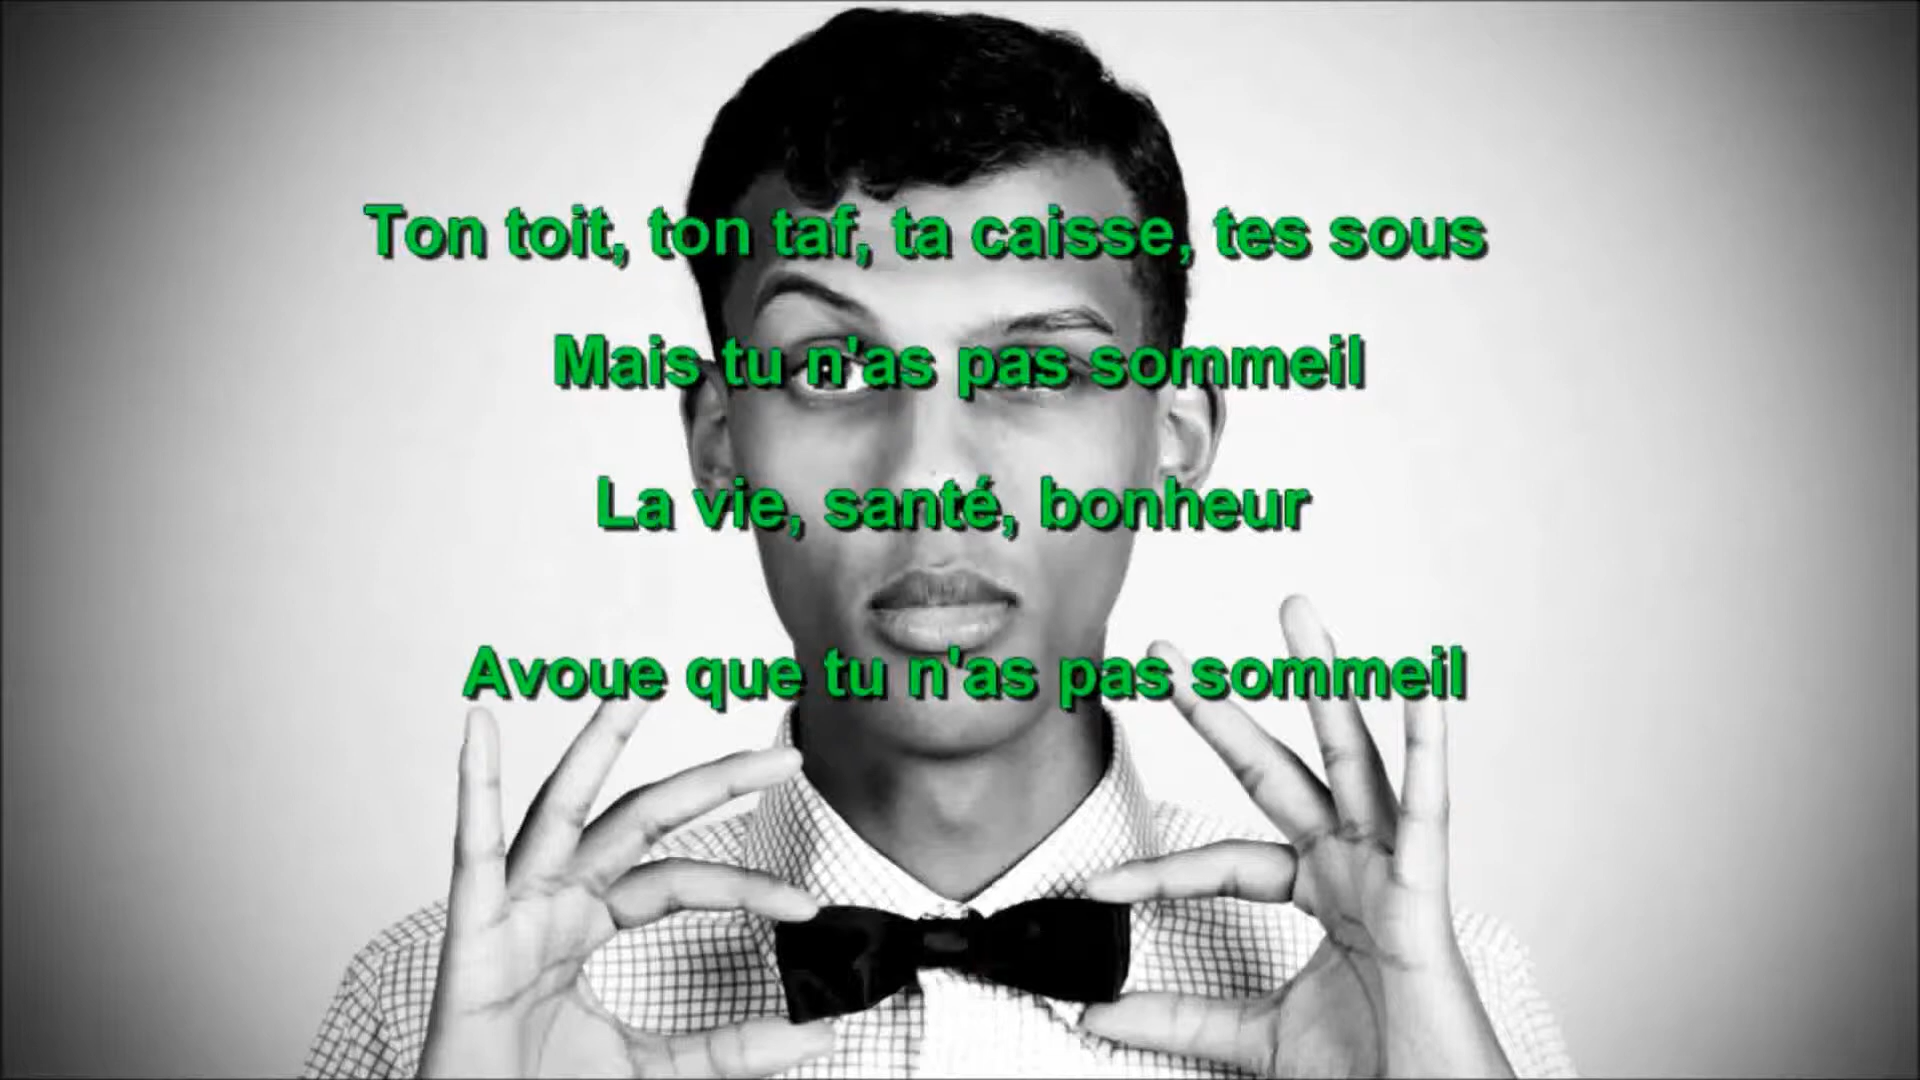 Ton toit, ton taf, ta caisse, tes sous
Mais tu n'as pas sommeil
La vie, santé, bonheur
Avoue que tu n'as pas sommeil